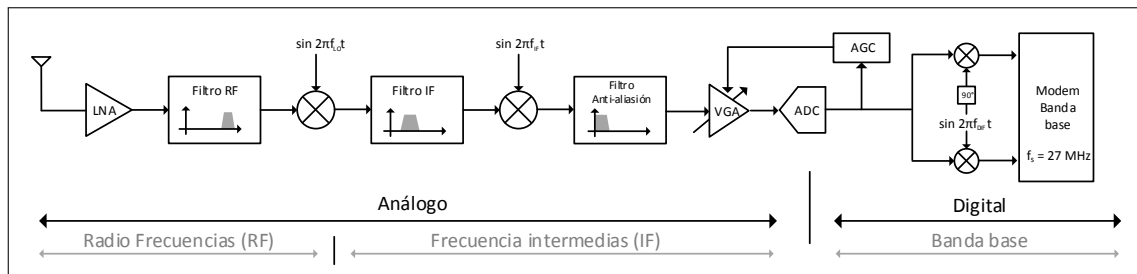 sin 2πf_LO t
sin 2πf_IF t
AGC
LNA
Filtro RF
Filtro IF
Filtro
Anti-aliasión
VGA
ADC
90°
sin 2πf_DIF t
Modem
Banda
base
f_s = 27 MHz
Análogo
Digital
Radio Frecuencias (RF)
Frecuencia intermedias (IF)
Banda base